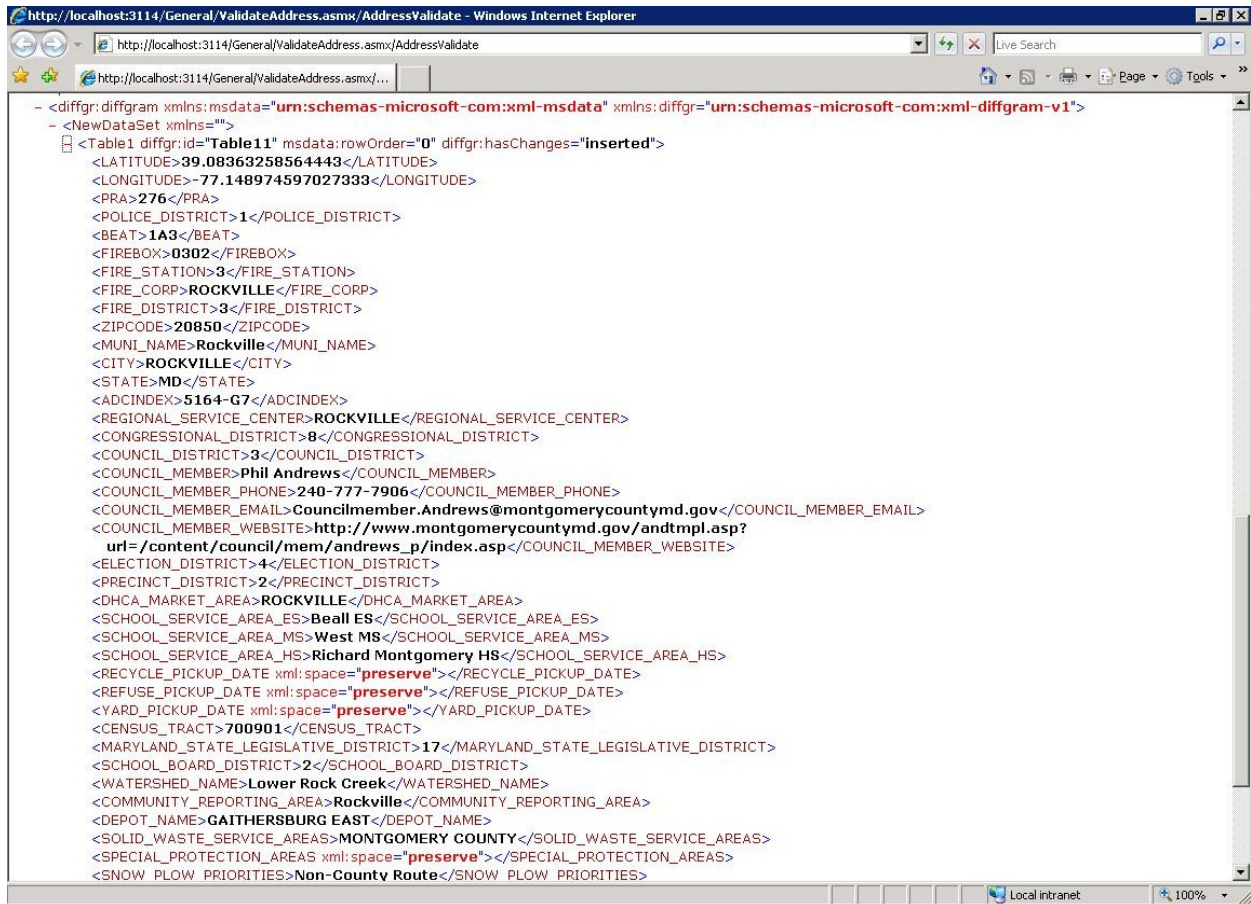 http://localhost:3114/General/ValidateAddress.asmx/AddressValidate - Windows Internet Explorer
http://localhost:3114/General/ValidateAddress.asmx/AddressValidate
Live Search
http://localhost:3114/General/ValidateAddress.asmx/...
Page
Tools
»
- <diffgr:diffgram xmlns:msdata="urn:schemas-microsoft-com:xml-msdata" xmlns:diffgr="urn:schemas-microsoft-com:xml-diffgram-v1">
- <NewDataSet xmlns="">
- <Table1 diffgr:id="Table11" msdata:rowOrder="0" diffgr:hasChanges="inserted">
<LATITUDE>39.08363258564443</LATITUDE>
<LONGITUDE>-77.148974597027333</LONGITUDE>
<PRA>276</PRA>
<POLICE_DISTRICT>1</POLICE_DISTRICT>
<BEAT>1A3</BEAT>
<FIREBOX>0302</FIREBOX>
<FIRE_STATION>3</FIRE_STATION>
<FIRE_CORP>ROCKVILLE</FIRE_CORP>
<FIRE_DISTRICT>3</FIRE_DISTRICT>
<ZIPCODE>20850</ZIPCODE>
<MUNI_NAME>Rockville</MUNI_NAME>
<CITY>ROCKVILLE</CITY>
<STATE>MD</STATE>
<ADCINDEX>5164-G7</ADCINDEX>
<REGIONAL_SERVICE_CENTER>ROCKVILLE</REGIONAL_SERVICE_CENTER>
<CONGRESSIONAL_DISTRICT>8</CONGRESSIONAL_DISTRICT>
<COUNCIL_DISTRICT>3</COUNCIL_DISTRICT>
<COUNCIL_MEMBER>Phil Andrews</COUNCIL_MEMBER>
<COUNCIL_MEMBER_PHONE>240-777-7906</COUNCIL_MEMBER_PHONE>
<COUNCIL_MEMBER_EMAIL>Councilmember.Andrews@montgomerycountymd.gov</COUNCIL_MEMBER_EMAIL>
<COUNCIL_MEMBER_WEBSITE>http://www.montgomerycountymd.gov/andtmpl.asp?
url=/content/council/mem/andrews_p/index.asp</COUNCIL_MEMBER_WEBSITE>
<ELECTION_DISTRICT>4</ELECTION_DISTRICT>
<PRECINCT_DISTRICT>2</PRECINCT_DISTRICT>
<DHCA_MARKET_AREA>ROCKVILLE</DHCA_MARKET_AREA>
<SCHOOL_SERVICE_AREA_ES>Beall ES</SCHOOL_SERVICE_AREA_ES>
<SCHOOL_SERVICE_AREA_MS>West MS</SCHOOL_SERVICE_AREA_MS>
<SCHOOL_SERVICE_AREA_HS>Richard Montgomery HS</SCHOOL_SERVICE_AREA_HS>
<RECYCLE_PICKUP_DATE xml:space="preserve"></RECYCLE_PICKUP_DATE>
<REFUSE_PICKUP_DATE xml:space="preserve"></REFUSE_PICKUP_DATE>
<YARD_PICKUP_DATE xml:space="preserve"></YARD_PICKUP_DATE>
<CENSUS_TRACT>700901</CENSUS_TRACT>
<MARYLAND_STATE_LEGISLATIVE_DISTRICT>17</MARYLAND_STATE_LEGISLATIVE_DISTRICT>
<SCHOOL_BOARD_DISTRICT>2</SCHOOL_BOARD_DISTRICT>
<WATERSHED_NAME>Lower Rock Creek</WATERSHED_NAME>
<COMMUNITY_REPORTING_AREA>Rockville</COMMUNITY_REPORTING_AREA>
<DEPOT_NAME>GAITHERSBURG EAST</DEPOT_NAME>
<SOLID_WASTE_SERVICE_AREAS>MONTGOMERY COUNTY</SOLID_WASTE_SERVICE_AREAS>
<SPECIAL_PROTECTION_AREAS xml:space="preserve"></SPECIAL_PROTECTION_AREAS>
<SNOW_PLOW_PRIORITIES>Non-County Route</SNOW_PLOW_PRIORITIES>
Local intranet
100%